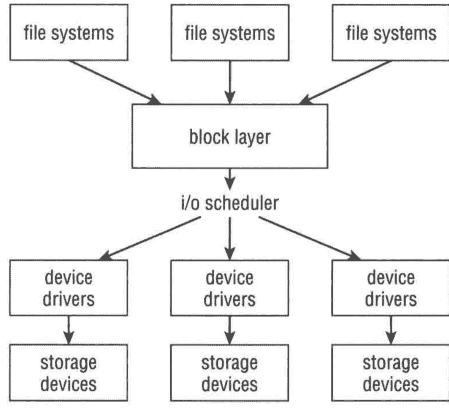 file systems
file systems
file systems
block layer
i/o scheduler
device
drivers
device
drivers
device
drivers
storage
devices
storage
devices
storage
devices